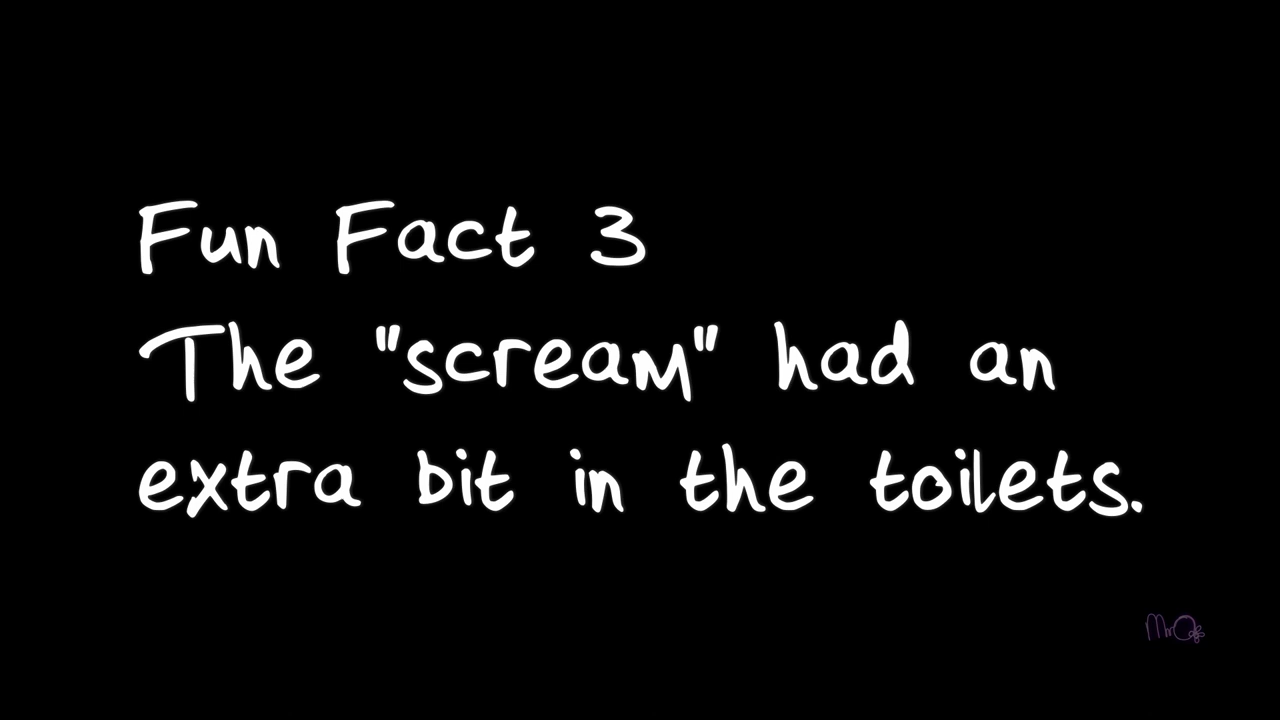 Fun Fact 3
The "scream" had an
extra bit in the toilets.